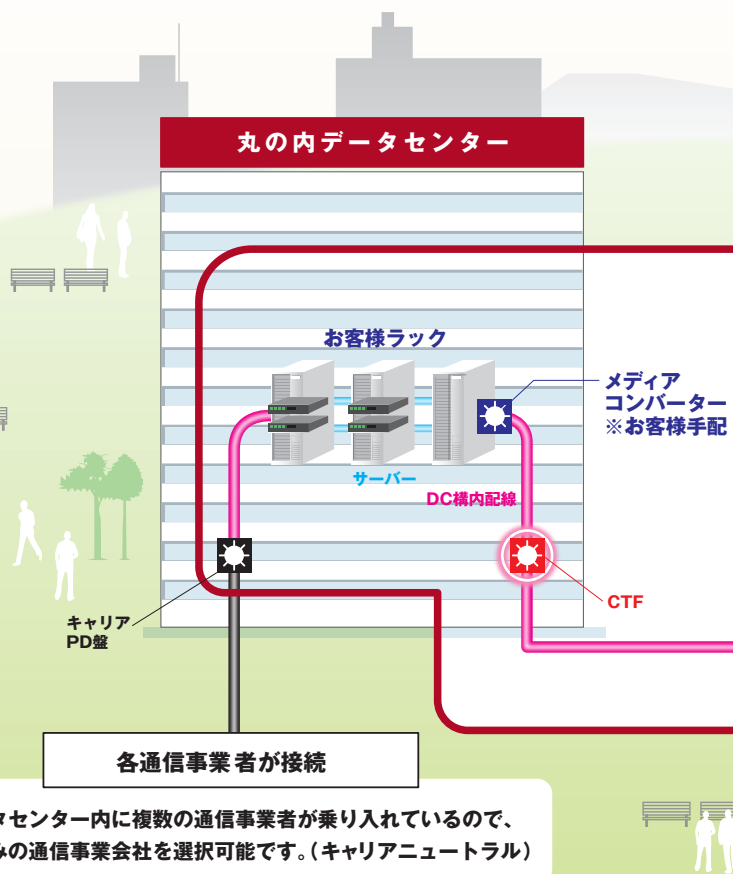 丸の内データセンター
お客様ラック
メディア
コンバーター
※お客様手配
サーバー
DC構内配線
CTF
キャリア
PD盤
各通信事業者が接続
タセンター内に複数の通信事業者が乗り入れているので、
みの通信事業会社を選択可能です。(キャリアニュートラル)